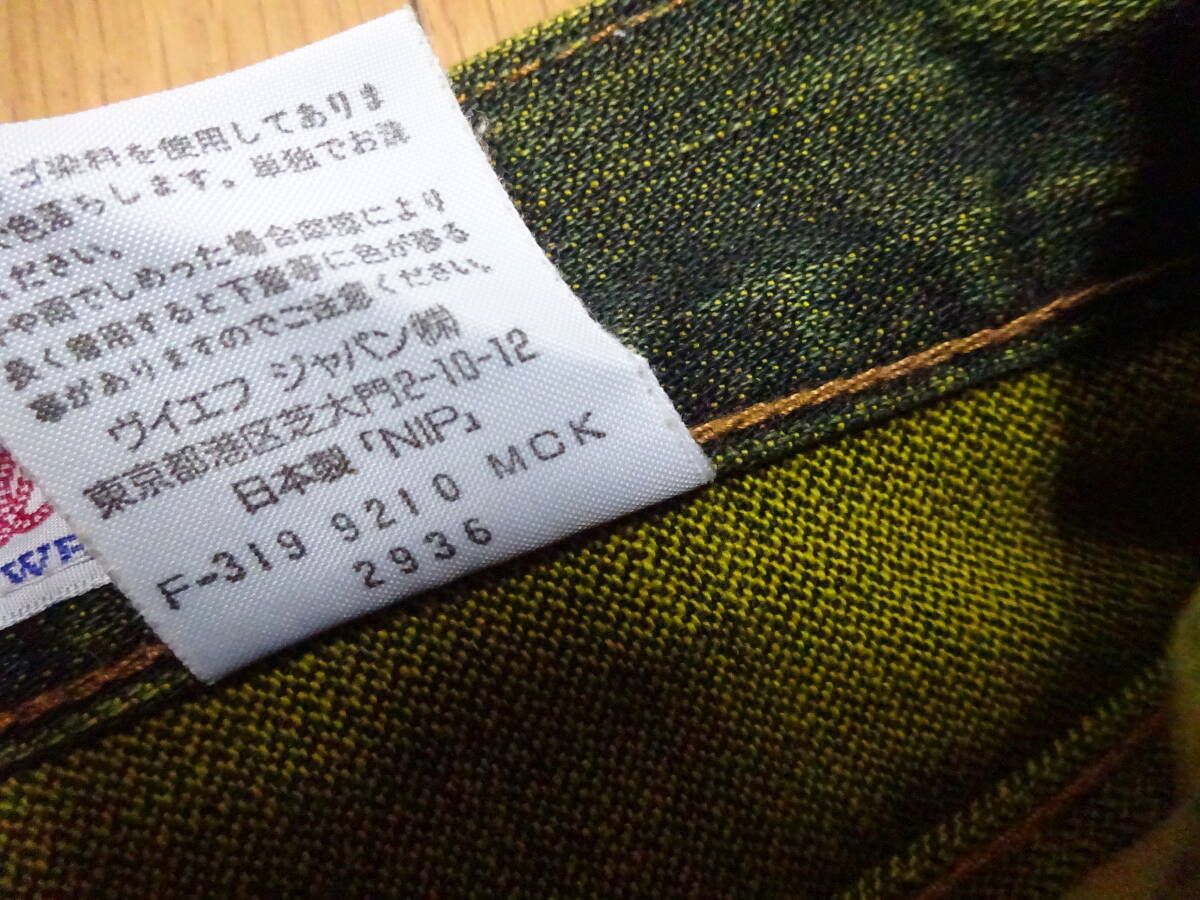 ゴ染料を使用してありま
色落ちします。単独でお洗
ください。
や雨でしめった場合摩擦により
長く着用すると下着等に色が移る
事がありますのでご注意ください。
ヴイエフ ジャパン㈱
東京都港区芝大門2-10-12
日本製「NIP」
F-319 9210 MCK
2936
WR